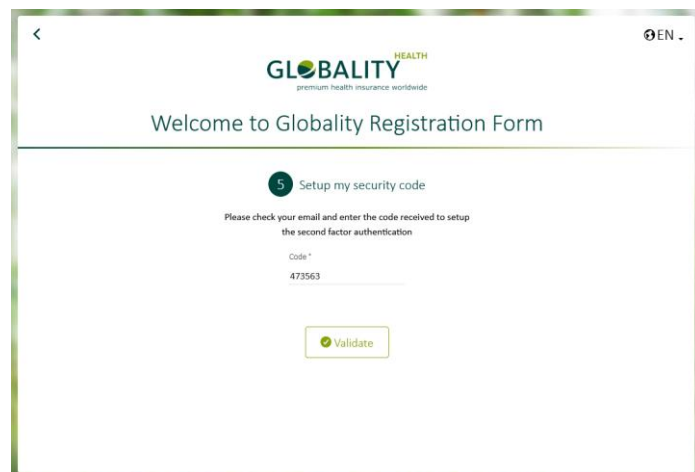 EN
HEALTH
GLOBALITY
premium health insurance worldwide
Welcome to Globality Registration Form
5 Setup my security code
Please check your email and enter the code received to setup
the second factor authentication
Code *
473563
Validate